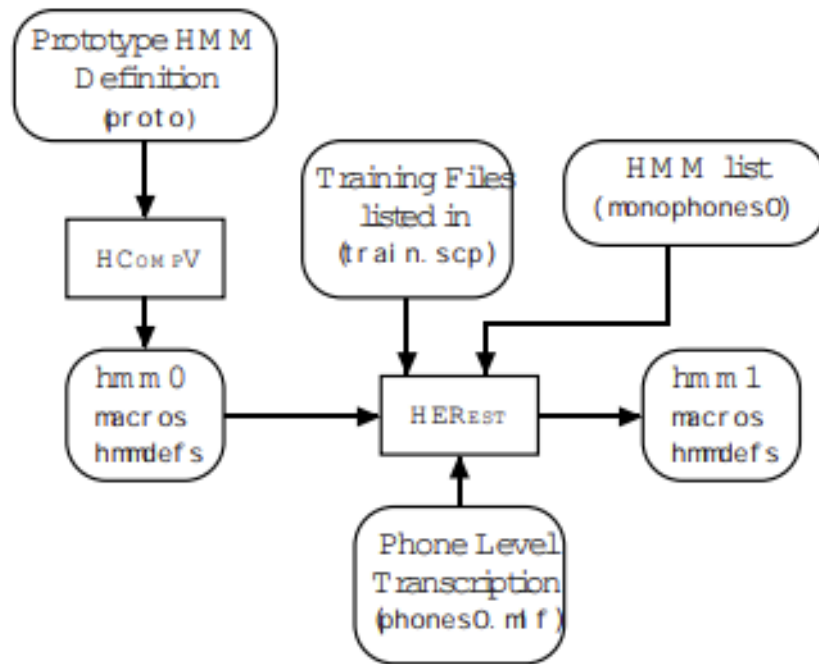 Prototype HMM
Definition
(proto)
Training Files
listed in
(train.scp)
HMM list
(monophones0)
HCOMPV
hmm0
macros
hmmdefs
HEREST
hmm1
macros
hmmdefs
Phone Level
Transcription
(phones0.mlf)